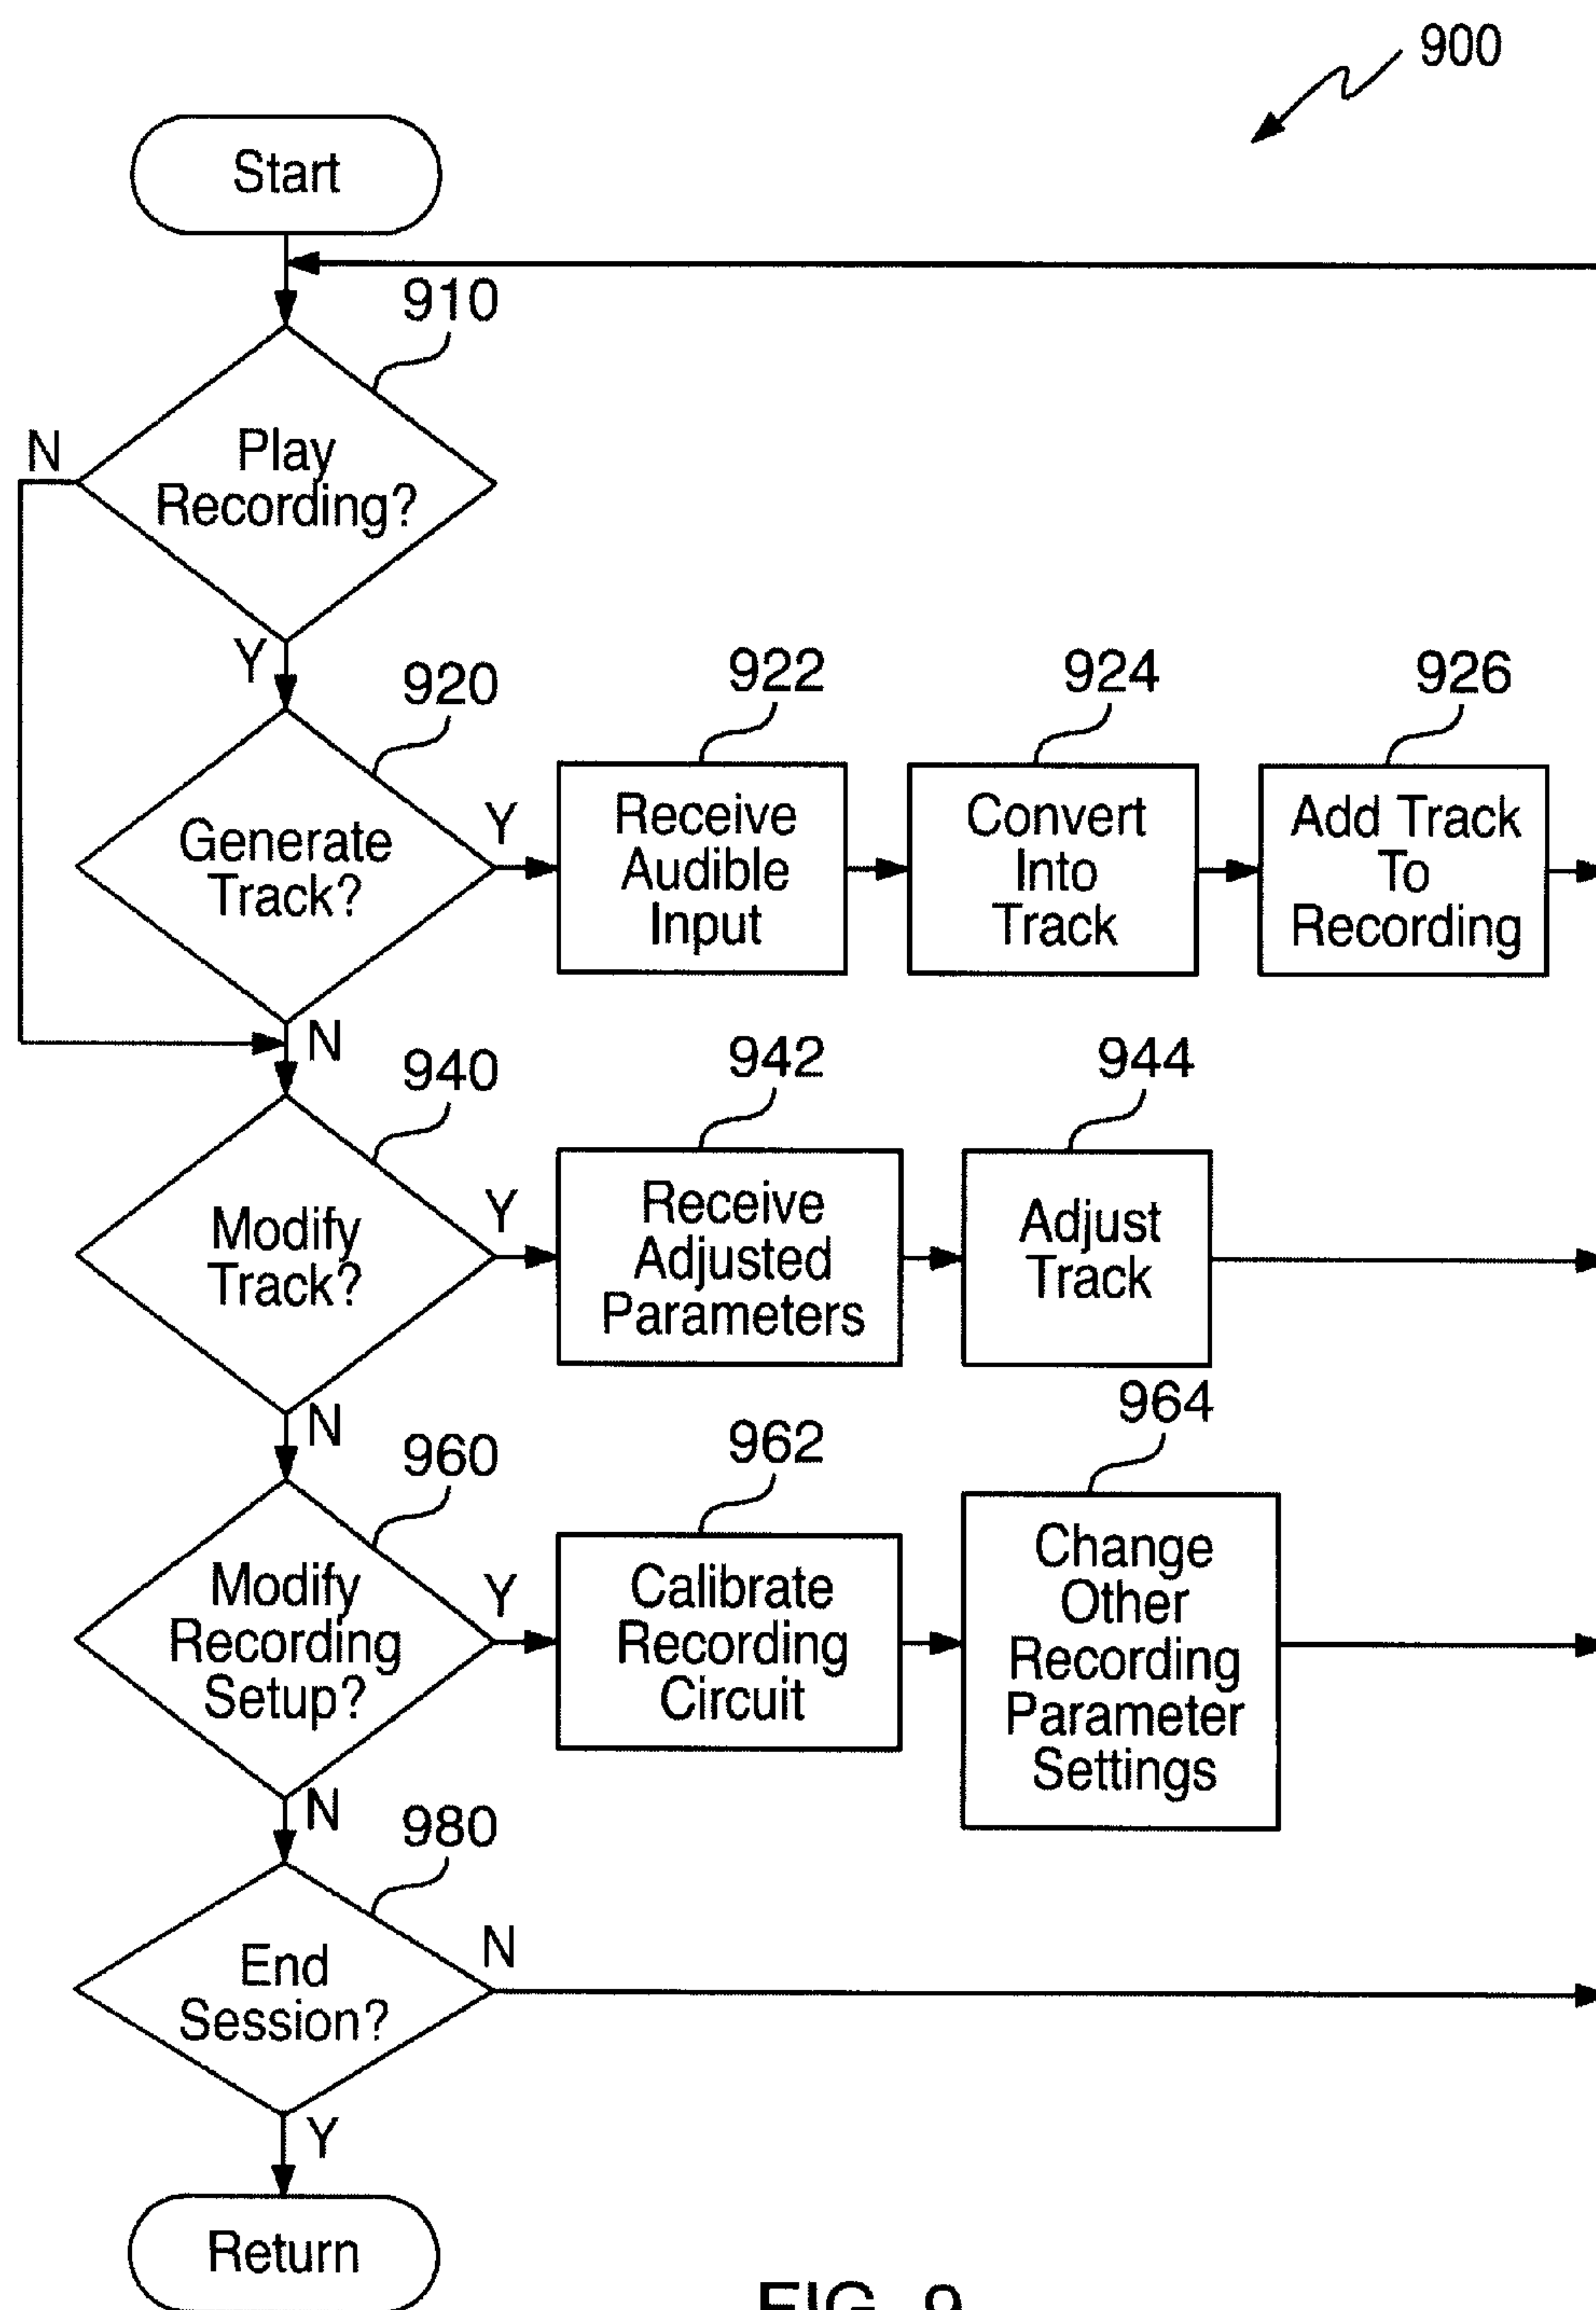 900
Start
910
N
Play
Recording?
Y
920
922
924
926
Generate
Track?
Y
Receive
Audible
Input
Convert
Into
Track
Add Track
To
Recording
N
940
942
944
Modify
Track?
Y
Receive
Adjusted
Parameters
Adjust
Track
N
960
962
964
Modify
Recording
Setup?
Y
Calibrate
Recording
Circuit
Change
Other
Recording
Parameter
Settings
N
980
End
Session?
N
Y
Return
FIG. 9